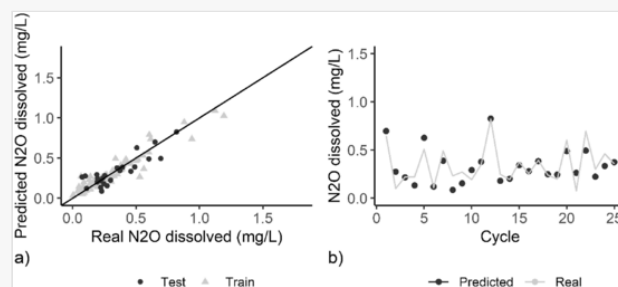 Predicted N2O dissolved (mg/L)
1.5
1.0
0.5
0.0
0.0 0.5 1.0 1.5
Real N2O dissolved (mg/L)
a)
Test Train
N2O dissolved (mg/L)
1.5
1.0
0.5
0.0
0 5 10 15 20 25
Cycle
b)
Predicted Real